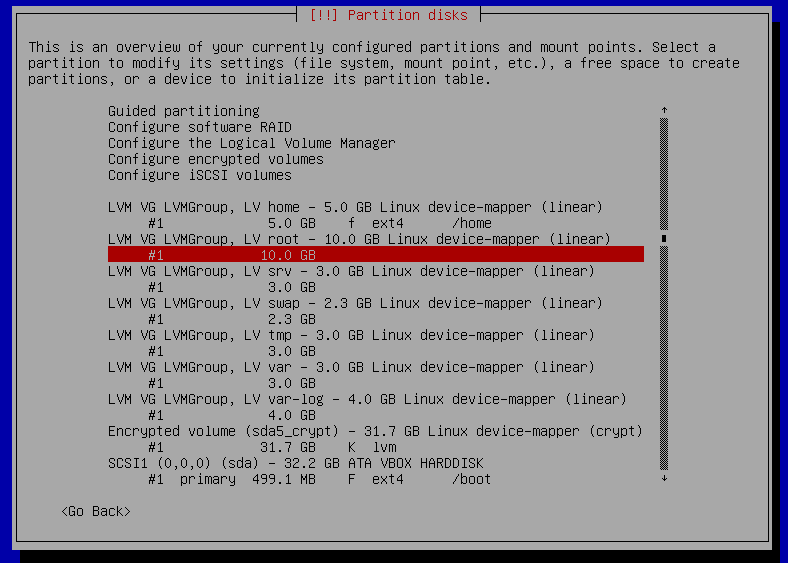 [!!] Partition disks
This is an overview of your currently configured partitions and mount points. Select a
partition to modify its settings (file system, mount point, etc.), a free space to create
partitions, or a device to initialize its partition table.
Guided partitioning
Configure software RAID
Configure the Logical Volume Manager
Configure encrypted volumes
Configure iSCSI volumes
LVM VG LVMGroup, LV home - 5.0 GB Linux device-mapper (linear)
#1 5.0 GB f ext4 /home
LVM VG LVMGroup, LV root - 10.0 GB Linux device-mapper (linear)
#1 10.0 GB
LVM VG LVMGroup, LV srv - 3.0 GB Linux device-mapper (linear)
#1 3.0 GB
LVM VG LVMGroup, LV swap - 2.3 GB Linux device-mapper (linear)
#1 2.3 GB
LVM VG LVMGroup, LV tmp - 3.0 GB Linux device-mapper (linear)
#1 3.0 GB
LVM VG LVMGroup, LV var - 3.0 GB Linux device-mapper (linear)
#1 3.0 GB
LVM VG LVMGroup, LV var-log - 4.0 GB Linux device-mapper (linear)
#1 4.0 GB
Encrypted volume (sda5_crypt) - 31.7 GB Linux device-mapper (crypt)
#1 31.7 GB K lvm
SCSI1 (0,0,0) (sda) - 32.2 GB ATA VBOX HARDDISK
#1 primary 499.1 MB F ext4 /boot
<Go Back>